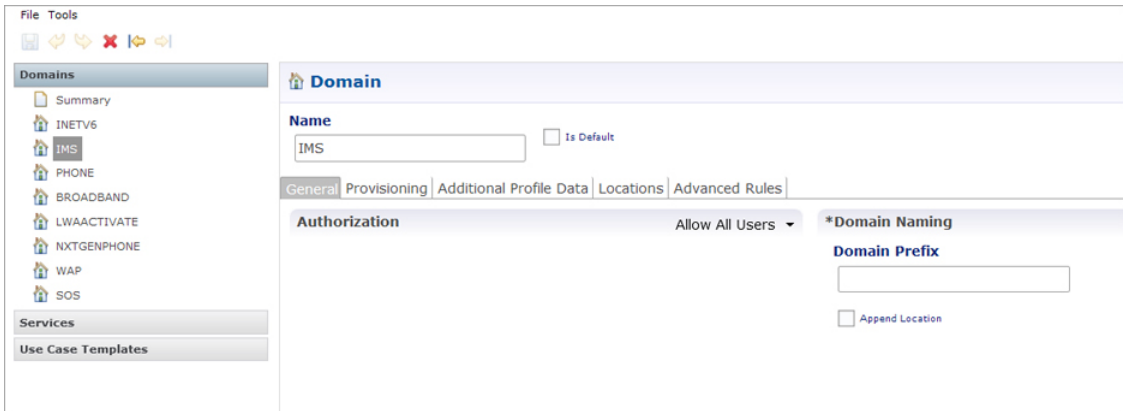 File Tools
Domains
Summary
INETV6
IMS
PHONE
BROADBAND
LWAACTIVATE
NXTGENPHONE
WAP
SOS
Services
Use Case Templates
Domain
Name
IMS
Is Default
General Provisioning Additional Profile Data Locations Advanced Rules
Authorization Allow All Users
*Domain Naming
Domain Prefix
Append Location